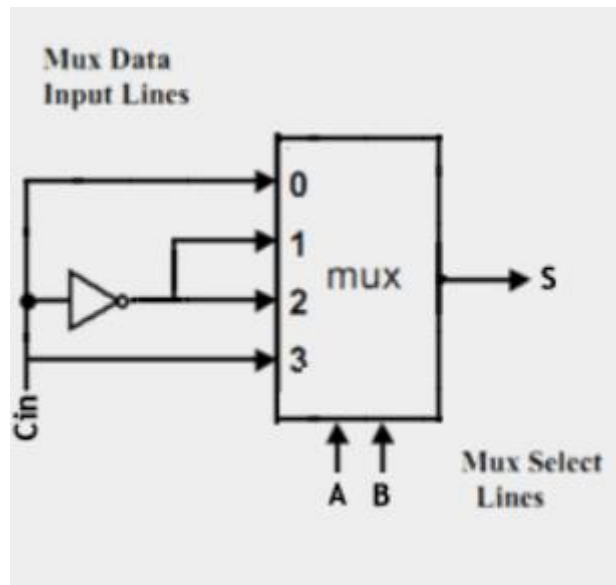 Mux Data
Input Lines
0
1
mux
S
2
3
Cin
A B
Mux Select
Lines